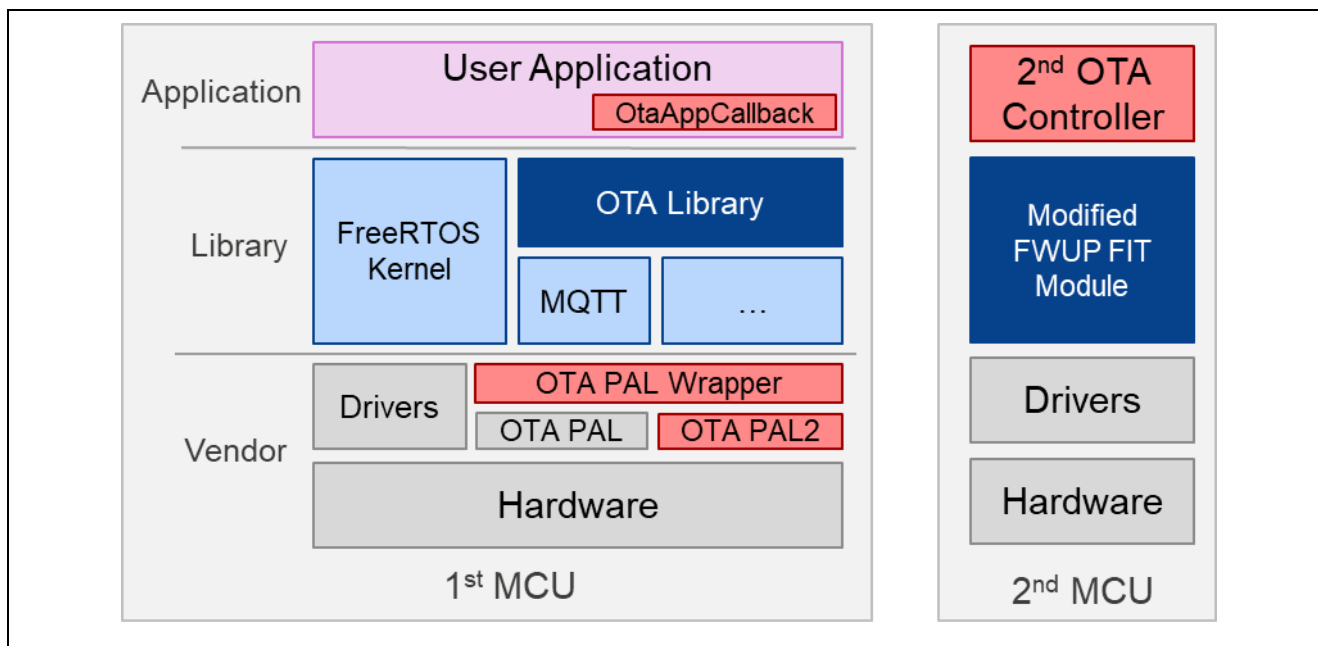 Application
User Application
OtaAppCallback
Library
FreeRTOS
Kernel
OTA Library
MQTT
...
Vendor
Drivers
OTA PAL Wrapper
OTA PAL
OTA PAL2
Hardware
1st MCU
2nd OTA
Controller
Modified
FWUP FIT
Module
Drivers
Hardware
2nd MCU